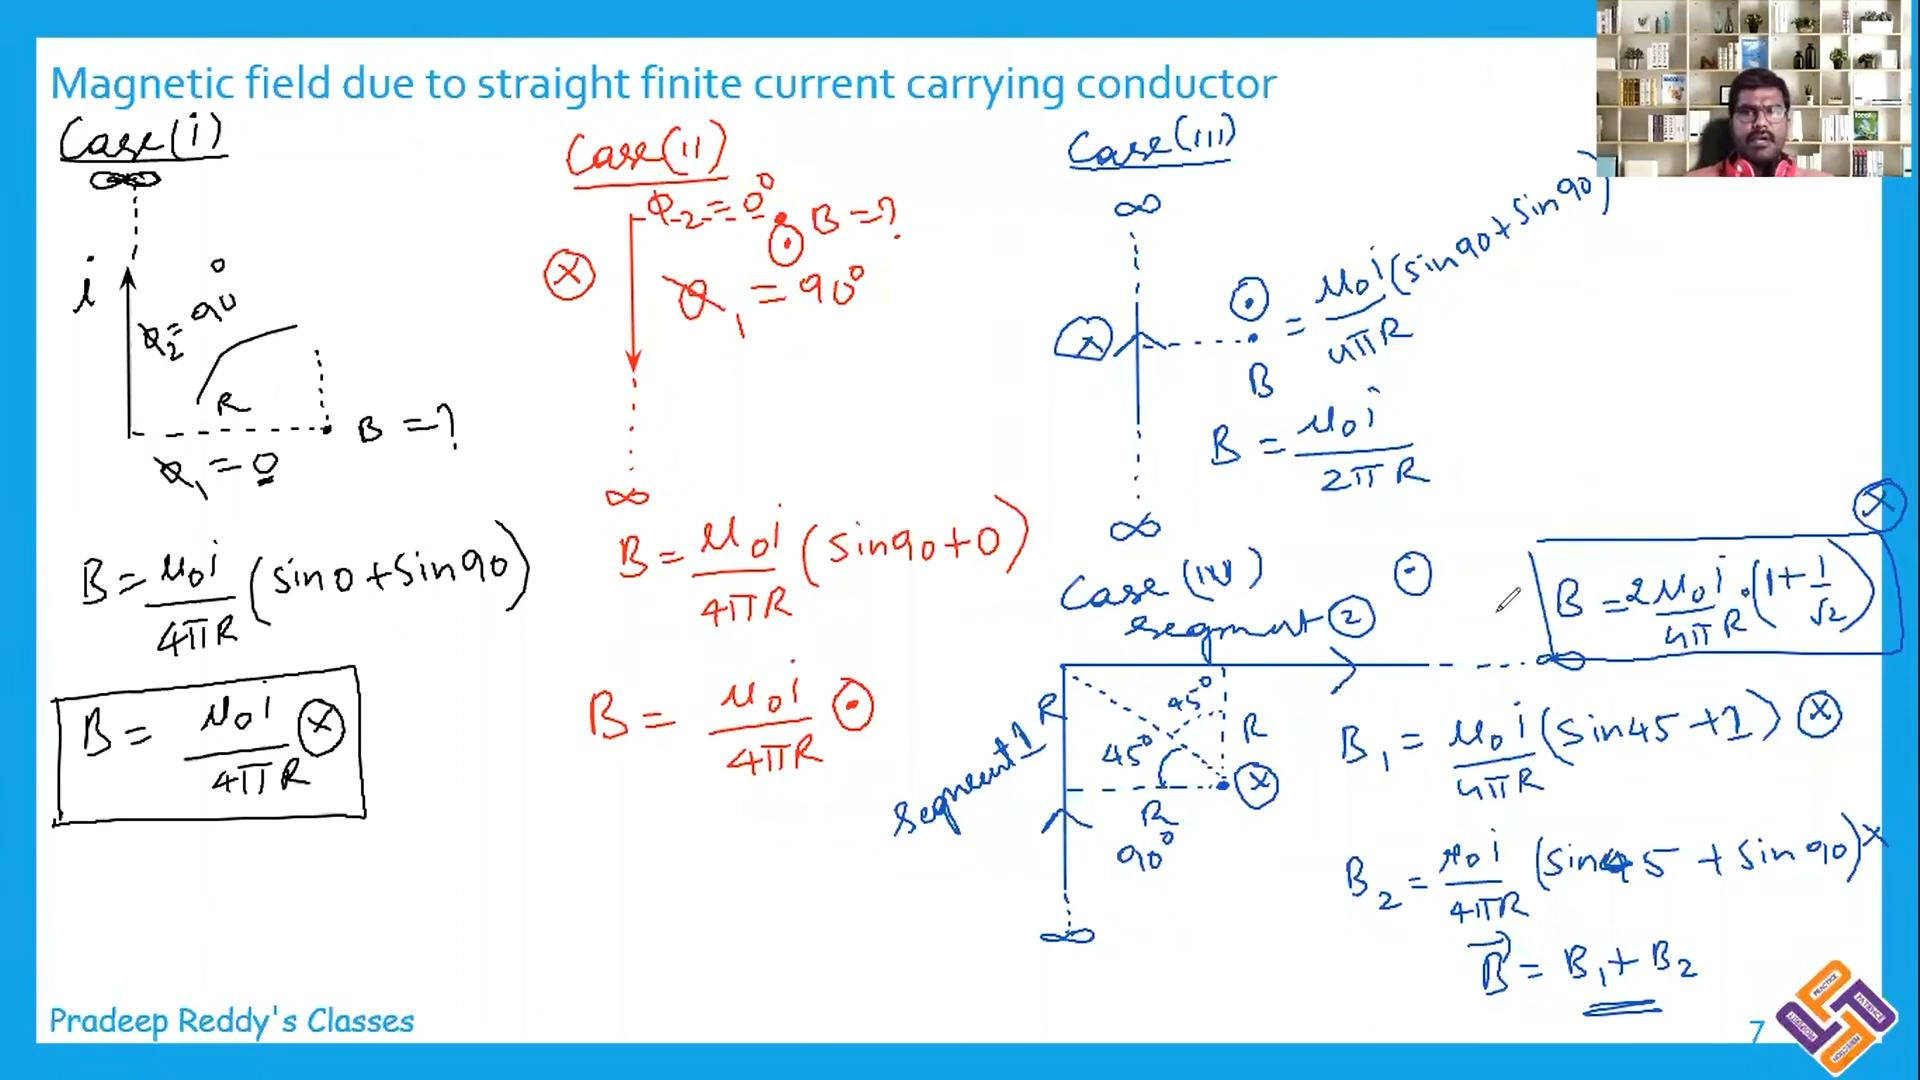 Magnetic field due to straight finite current carrying conductor
Case(i)
∞
i
Φ₂ = 90°
R
B = ?
Φ₁ = 0
B = μ₀i/4πR (sin0 + sin90)
B = μ₀i/4πR ⊗
Case(ii)
Φ₂ = 0°
⊙ B = ?
⊗
Φ₁ = 90°
∞
B = μ₀i/4πR (sin90 + 0)
B = μ₀i/4πR ⊙
Case(iii)
∞
⊗
⊙
B
= μ₀i/4πR (sin90 + sin90)
B = μ₀i/2πR
∞
Case (iv)
⊙
segment ②
∞
Segment 1
R
45°
45°
R
⊗
R
90°
∞
⊗
B = 2μ₀i/4πR · (1 + 1/√2)
B₁ = μ₀i/4πR (sin45 + 1) ⊗
B₂ = μ₀i/4πR (sin45 + sin90) x
B⃗ = B₁ + B₂
Pradeep Reddy's Classes
7
PRACTICE
PATIENCE
PERFECTION